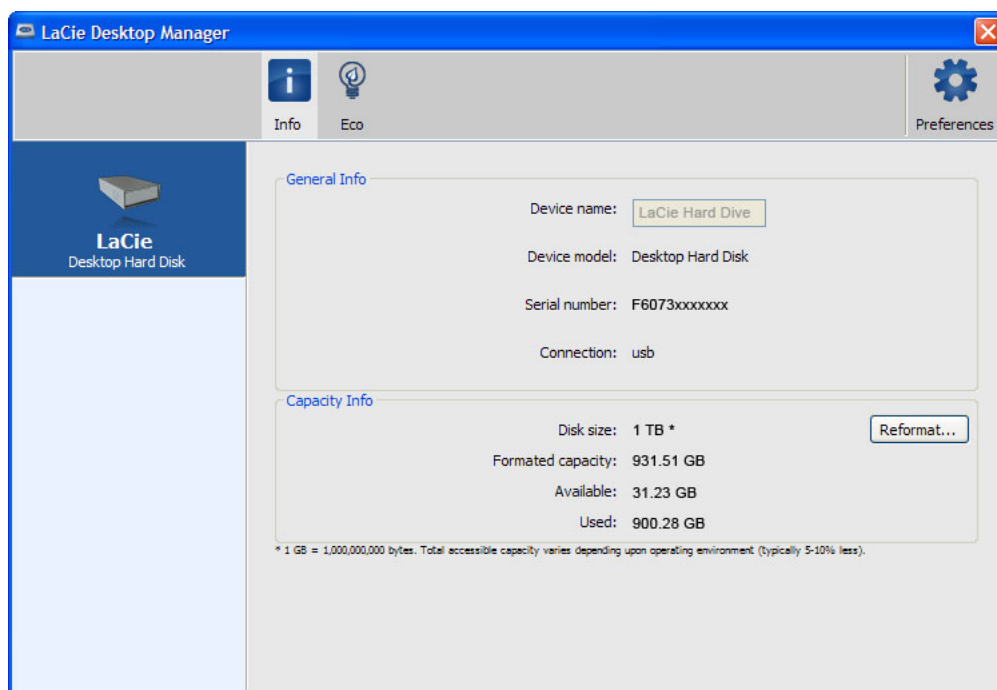 LaCie Desktop Manager
Info
Eco
Preferences
LaCie
Desktop Hard Disk
General Info
Device name: LaCie Hard Dive
Device model: Desktop Hard Disk
Serial number: F6073xxxxxxx
Connection: usb
Capacity Info
Disk size: 1 TB *
Reformat...
Formated capacity: 931.51 GB
Available: 31.23 GB
Used: 900.28 GB
* 1 GB = 1,000,000,000 bytes. Total accessible capacity varies depending upon operating environment (typically 5-10% less).